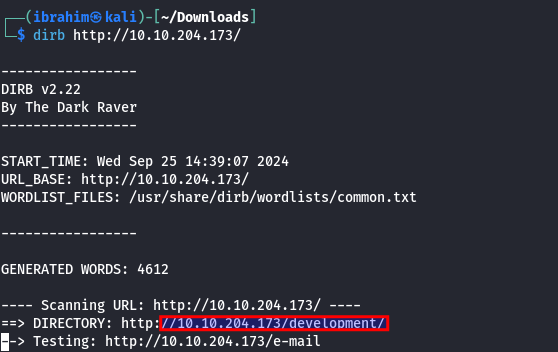 ┌──(ibrahim㉿kali)-[~/Downloads]
└─$ dirb http://10.10.204.173/
-----------------
DIRB v2.22
By The Dark Raver
-----------------
START_TIME: Wed Sep 25 14:39:07 2024
URL_BASE: http://10.10.204.173/
WORDLIST_FILES: /usr/share/dirb/wordlists/common.txt
-----------------
GENERATED WORDS: 4612
---- Scanning URL: http://10.10.204.173/ ----
==> DIRECTORY: http://10.10.204.173/development/
--> Testing: http://10.10.204.173/e-mail